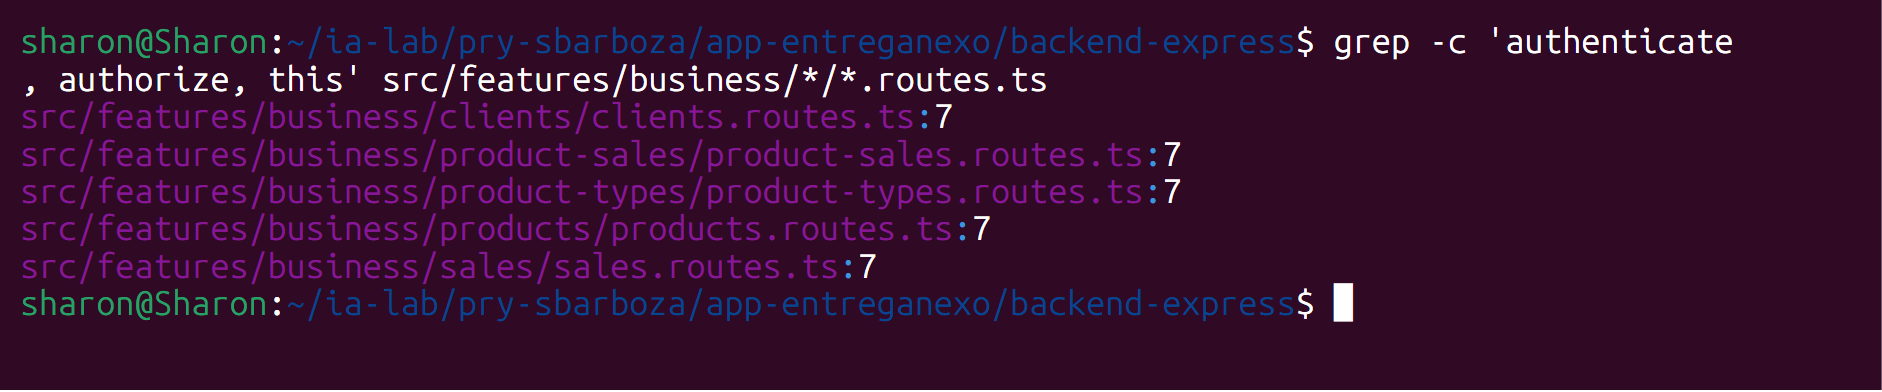 sharon@Sharon:~/ia-lab/pry-sbarboza/app-entreganexo/backend-express$ grep -c 'authenticate
, authorize, this' src/features/business/*/*.routes.ts
src/features/business/clients/clients.routes.ts:7
src/features/business/product-sales/product-sales.routes.ts:7
src/features/business/product-types/product-types.routes.ts:7
src/features/business/products/products.routes.ts:7
src/features/business/sales/sales.routes.ts:7
sharon@Sharon:~/ia-lab/pry-sbarboza/app-entreganexo/backend-express$